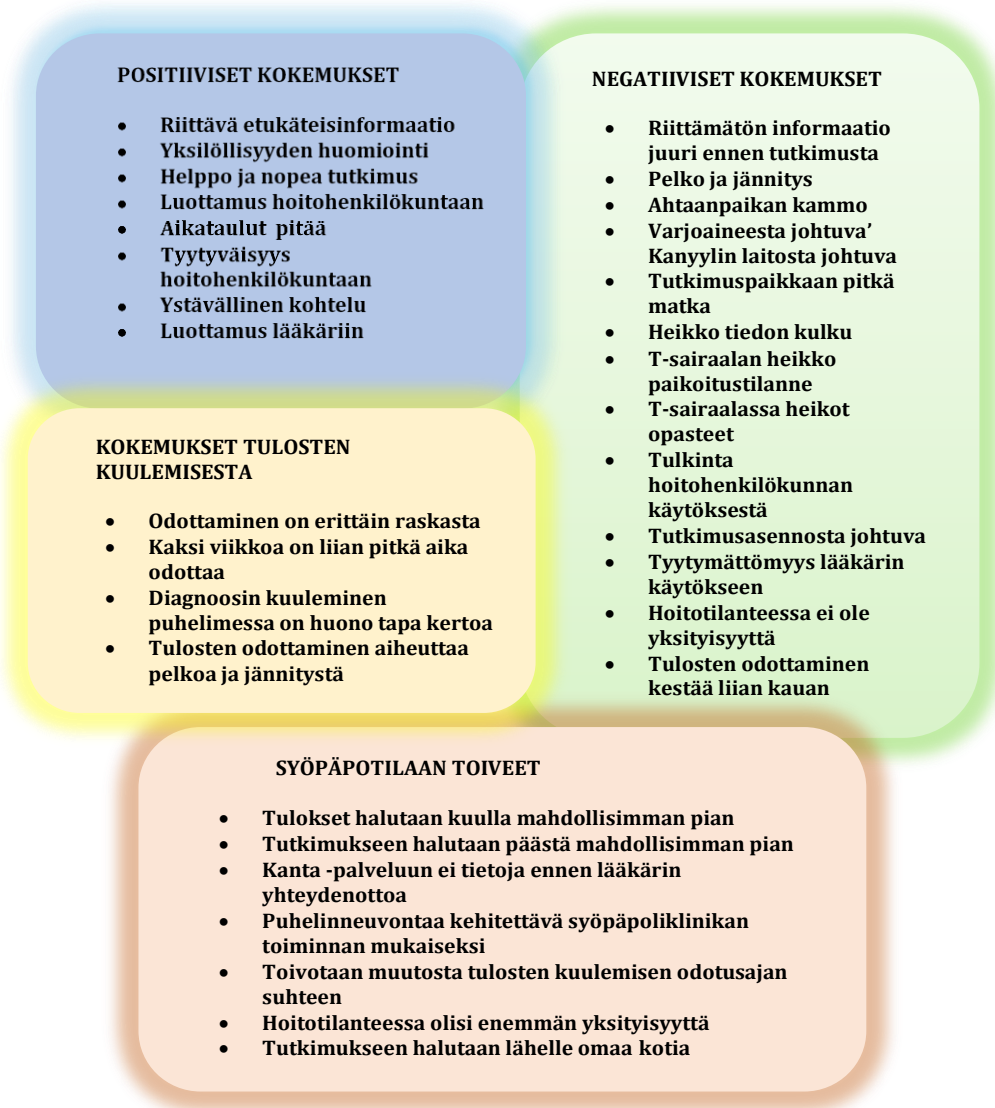 POSITIIVISET KOKEMUKSET
• Riittävä etukäteisinformaatio
• Yksilöllisyyden huomiointi
• Helppo ja nopea tutkimus
• Luottamus hoitohenkilökuntaan
• Aikataulut pitää
• Tyytyväisyys
hoitohenkilökuntaan
• Ystävällinen kohtelu
• Luottamus lääkäriin
NEGATIIVISET KOKEMUKSET
• Riittämätön informaatio
juuri ennen tutkimusta
• Pelko ja jännitys
• Ahtaanpaikan kammo
• Varjoaineesta johtuva’
Kanyylin laitosta johtuva
• Tutkimuspaikkaan pitkä
matka
• Heikko tiedon kulku
• T-sairaalan heikko
paikoitustilanne
• T-sairaalassa heikot
opasteet
• Tulkinta
hoitohenkilökunnan
käytöksestä
• Tutkimusasennosta johtuva
• Tyytymättömyys lääkärin
käytökseen
• Hoitotilanteessa ei ole
yksityisyyttä
• Tulosten odottaminen
kestää liian kauan
KOKEMUKSET TULOSTEN
KUULEMISESTA
• Odottaminen on erittäin raskasta
• Kaksi viikkoa on liian pitkä aika
odottaa
• Diagnoosin kuuleminen
puhelimessa on huono tapa kertoa
• Tulosten odottaminen aiheuttaa
pelkoa ja jännitystä
SYÖPÄPOTILAAN TOIVEET
• Tulokset halutaan kuulla mahdollisimman pian
• Tutkimukseen halutaan päästä mahdollisimman pian
• Kanta -palveluun ei tietoja ennen lääkärin
yhteydenottoa
• Puhelinneuvontaa kehitettävä syöpäpoliklinikan
toiminnan mukaiseksi
• Toivotaan muutosta tulosten kuulemisen odotusajan
suhteen
• Hoitotilanteessa olisi enemmän yksityisyyttä
• Tutkimukseen halutaan lähelle omaa kotia